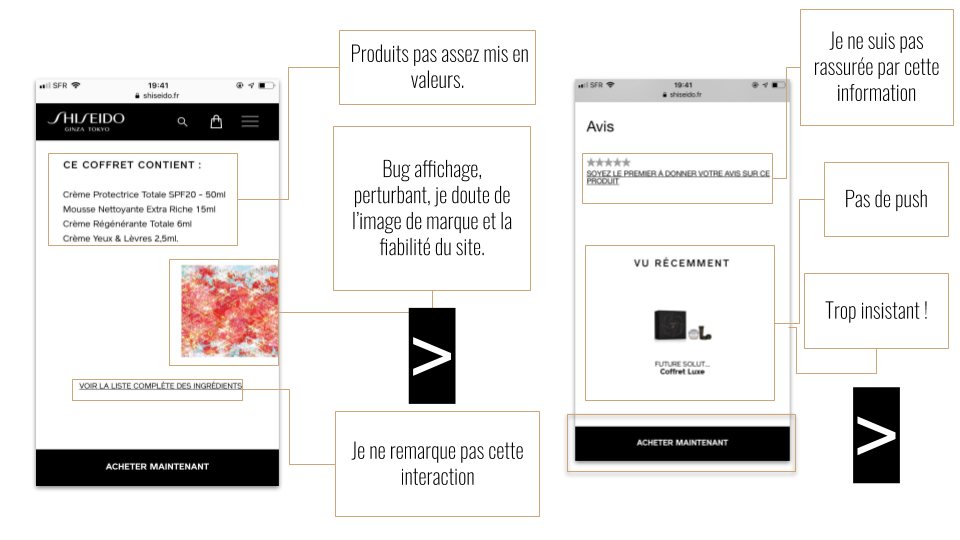 Produits pas assez mis en
valeurs.
SFR
19:41
shiseido.fr
SHISEIDO
GINZA TOKYO
CE COFFRET CONTIENT :
Crème Protectrice Totale SPF20 - 50ml
Mousse Nettoyante Extra Riche 15ml
Crème Régénérante Totale 6ml
Crème Yeux & Lèvres 2,5ml.
VOIR LA LISTE COMPLÈTE DES INGRÉDIENTS
ACHETER MAINTENANT
Bug affichage,
perturbant, je doute de
l'image de marque et la
fiabilité du site.
>
Je ne remarque pas cette
interaction
SFR
19:41
shiseido.fr
Avis
SOYEZ LE PREMIER À DONNER VOTRE AVIS SUR CE
PRODUIT
VU RÉCEMMENT
FUTURE SOLUT...
Coffret Luxe
ACHETER MAINTENANT
Je ne suis pas
rassurée par cette
information
Pas de push
Trop insistant !
>